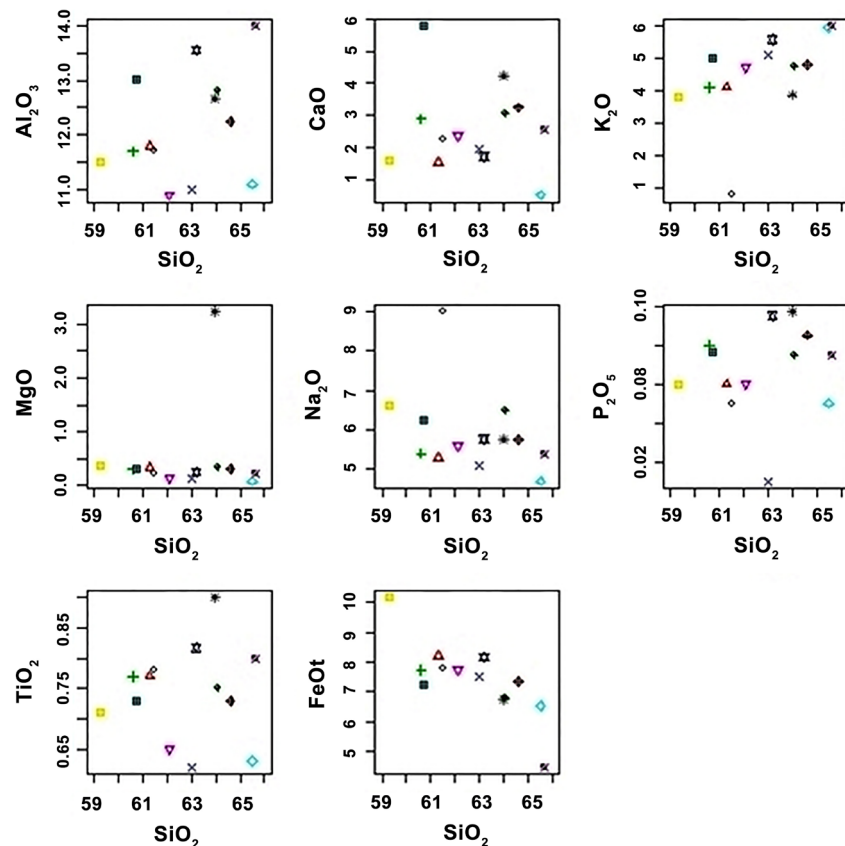 Al2O3
14.0
13.0
12.0
11.0
59 61 63 65
SiO2
CaO
6
5
4
3
2
1
59 61 63 65
SiO2
K2O
6
5
4
3
2
1
59 61 63 65
SiO2
MgO
3.0
2.0
1.0
0.0
59 61 63 65
SiO2
Na2O
9
8
7
6
5
59 61 63 65
SiO2
P2O5
0.10
0.08
0.02
59 61 63 65
SiO2
TiO2
0.85
0.75
0.65
59 61 63 65
SiO2
FeOt
10
9
8
7
6
5
59 61 63 65
SiO2